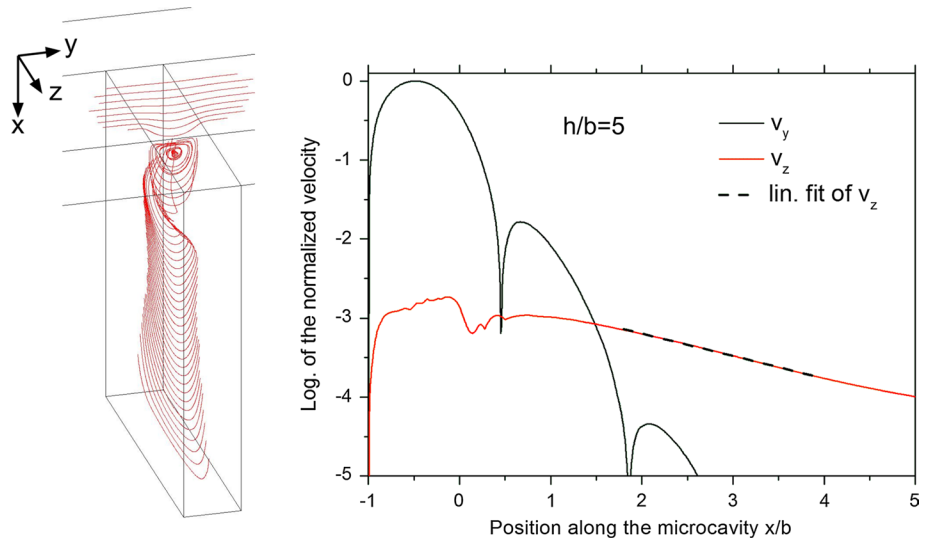 y
z
x
h/b=5
v_y
v_z
lin. fit of v_z
Log. of the normalized velocity
0
-1
-2
-3
-4
-5
-1
0
1
2
3
4
5
Position along the microcavity x/b